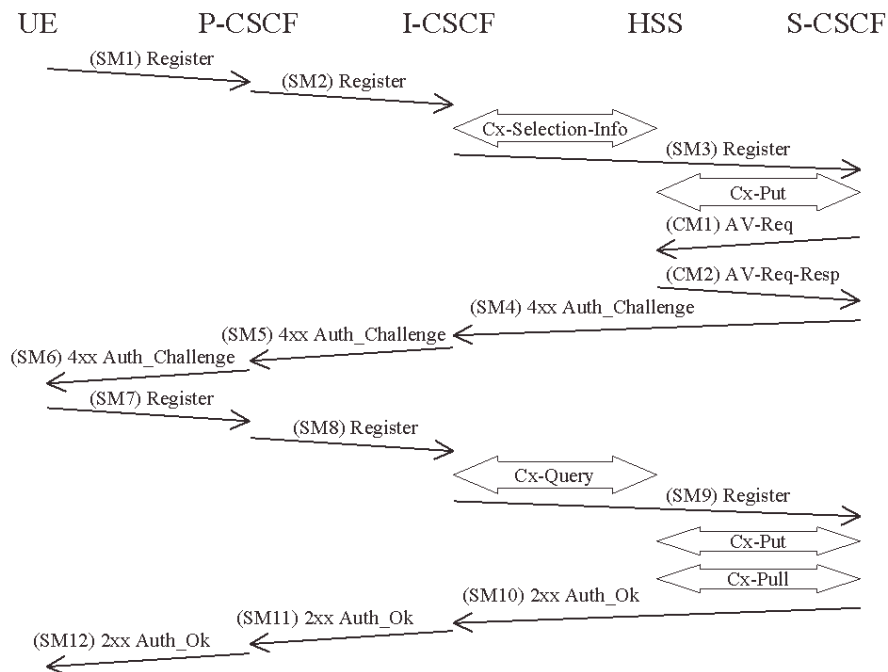 UE P-CSCF I-CSCF HSS S-CSCF
(SM1) Register
(SM2) Register
Cx-Selection-Info
(SM3) Register
Cx-Put
(CM1) AV-Req
(CM2) AV-Req-Resp
(SM4) 4xx Auth_Challenge
(SM5) 4xx Auth_Challenge
(SM6) 4xx Auth_Challenge
(SM7) Register
(SM8) Register
Cx-Query
(SM9) Register
Cx-Put
Cx-Pull
(SM10) 2xx Auth_Ok
(SM11) 2xx Auth_Ok
(SM12) 2xx Auth_Ok